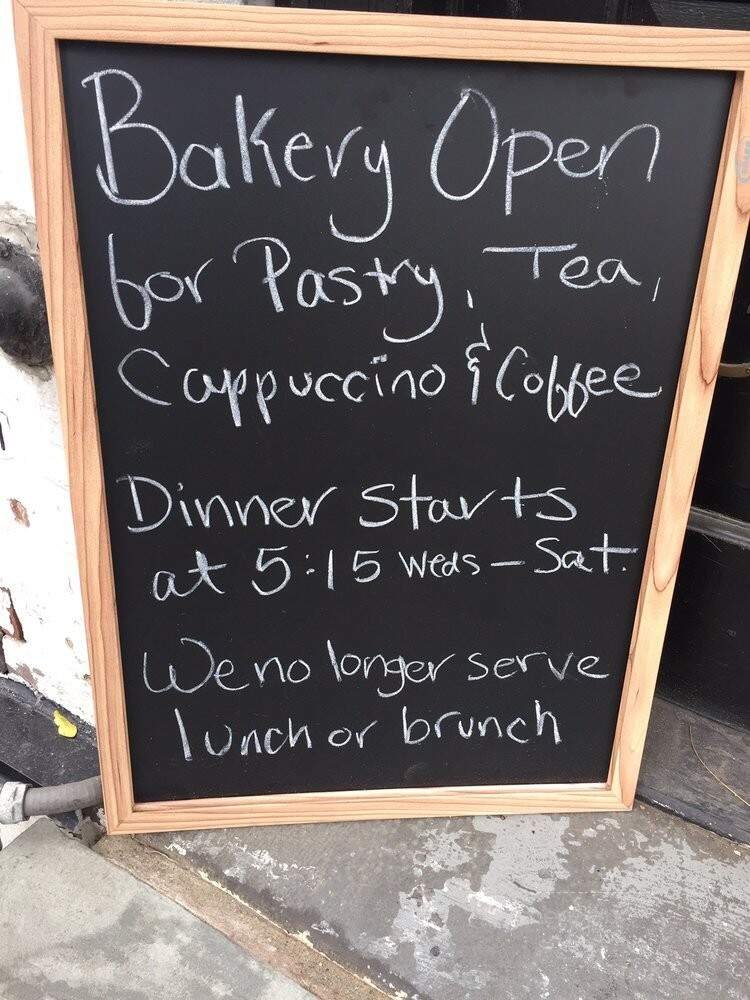 Bakery Open
for Pastry, Tea,
Cappuccino & Coffee
Dinner starts
at 5:15 Weds - Sat.
We no longer serve
lunch or brunch